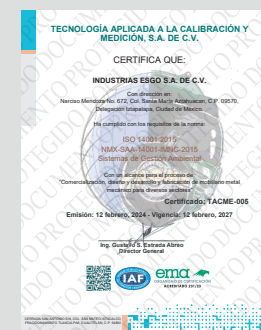 TECNOLOGÍA APLICADA A LA CALIBRACIÓN Y
MEDICIÓN, S.A. DE C.V.
CERTIFICA QUE:
INDUSTRIAS ESGO S.A. DE C.V.
Con dirección en:
Narciso Mendoza No. 672, Col. Santa María Aztahuacan, C.P. 09570,
Delegación Iztapalapa, Ciudad de México
Ha cumplido con los requisitos de la norma:
ISO 14001:2015
NMX-SAA-14001-IMNC-2015
Sistemas de Gestión Ambiental
Con un alcance para el proceso de:
"Comercialización, diseño y desarrollo y fabricación de mobiliario metal
mecánico para diversos sectores"
Certificado: TACME-005
Emisión: 12 febrero, 2024 - Vigencia: 12 febrero, 2027
Ing. Gustavo S. Estrada Abreo
Director General
IAF
ema
ORGANISMO DE CERTIFICACIÓN